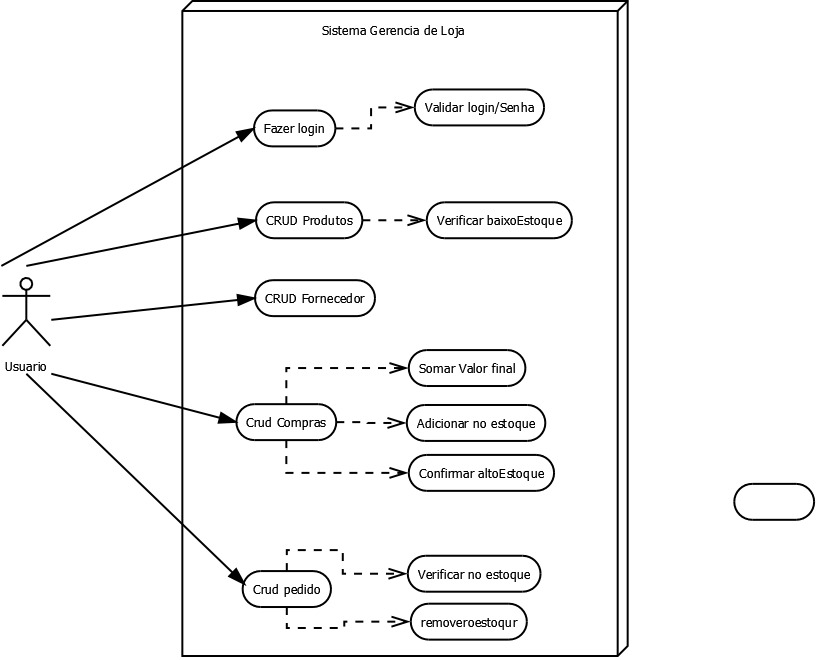 Sistema Gerencia de Loja
Validar login/Senha
Fazer login
CRUD Produtos
Verificar baixoEstoque
CRUD Fornecedor
Usuario
Somar Valor final
Crud Compras
Adicionar no estoque
Confirmar altoEstoque
Verificar no estoque
Crud pedido
removeroestoqur